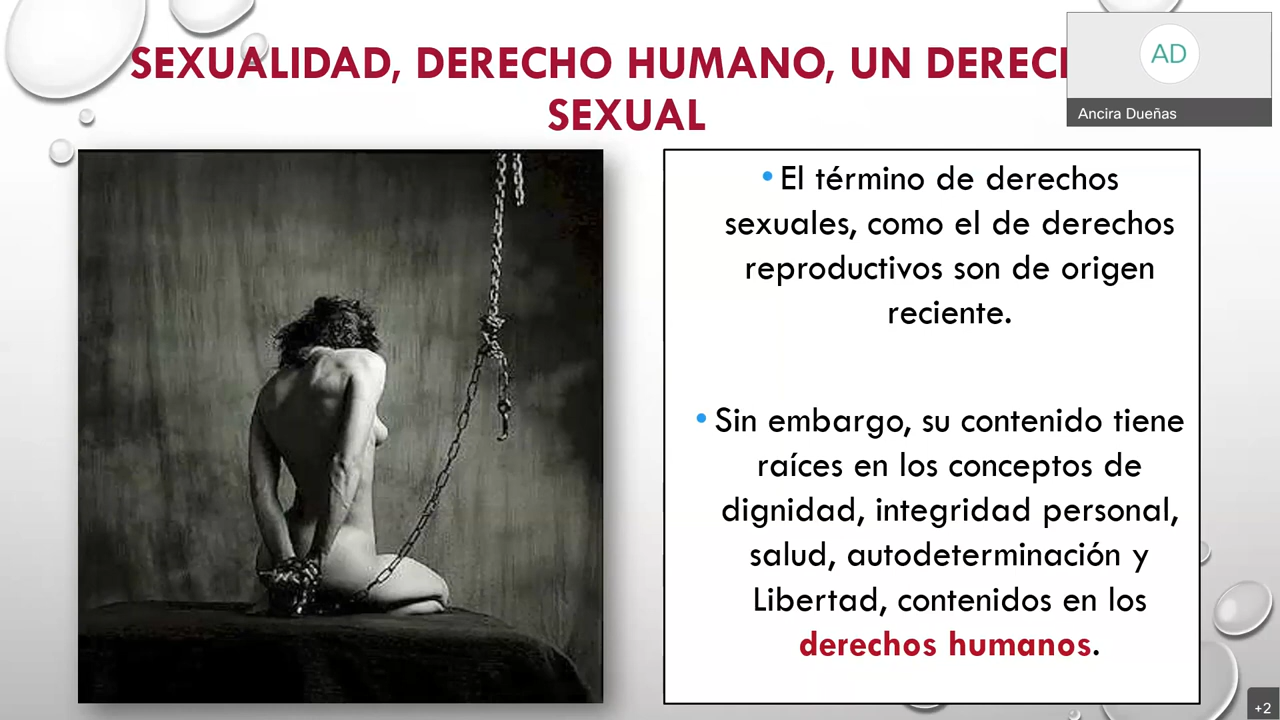 SEXUALIDAD, DERECHO HUMANO, UN
SEXUAL
AD
Ancira Dueñas
• El término de derechos
sexuales, como el de derechos
reproductivos son de origen
reciente.
• Sin embargo, su contenido tiene
raíces en los conceptos de
dignidad, integridad personal,
salud, autodeterminación y
Libertad, contenidos en los
derechos humanos.
+2